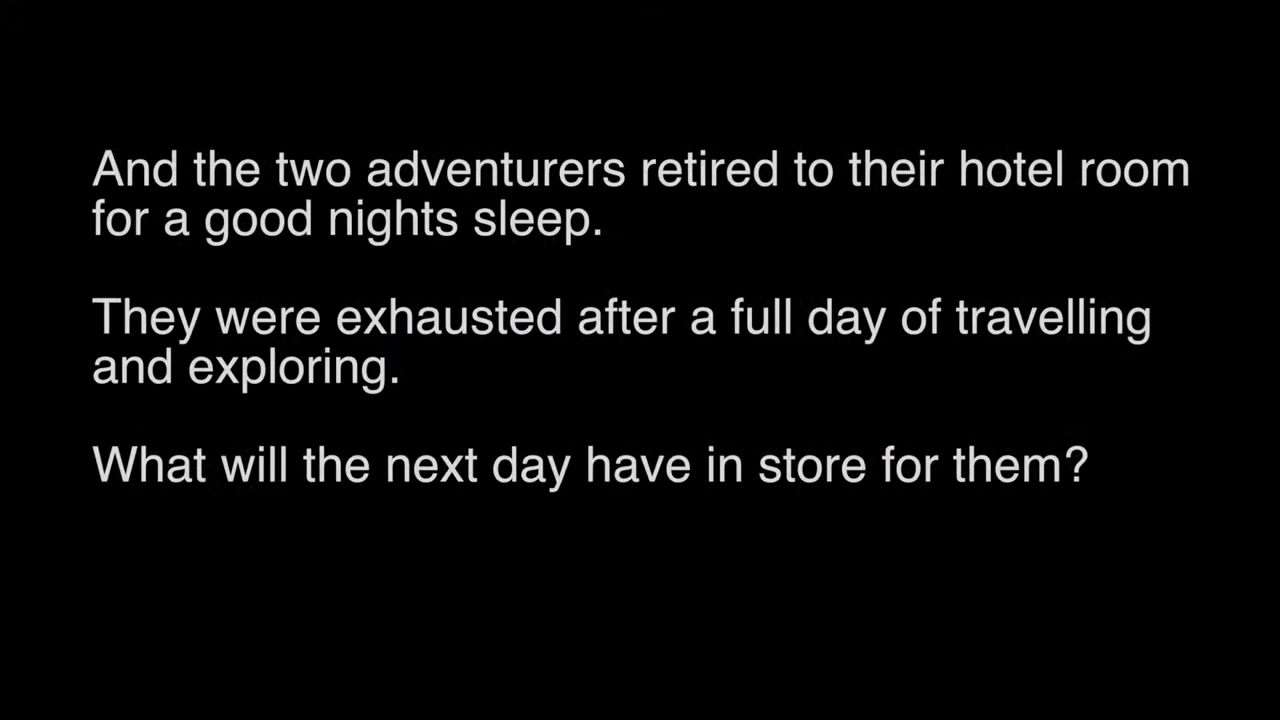 And the two adventurers retired to their hotel room
for a good nights sleep.
They were exhausted after a full day of travelling
and exploring.
What will the next day have in store for them?